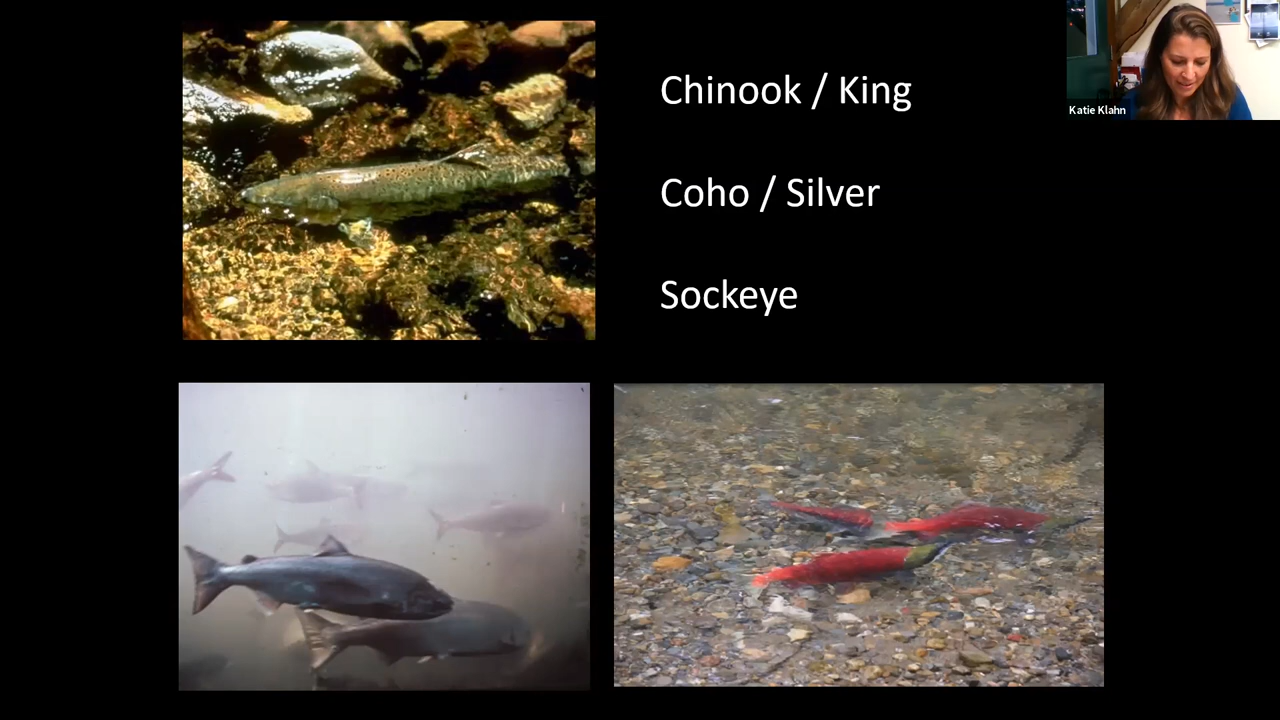 Chinook / King
Coho / Silver
Sockeye
Katie Klahn